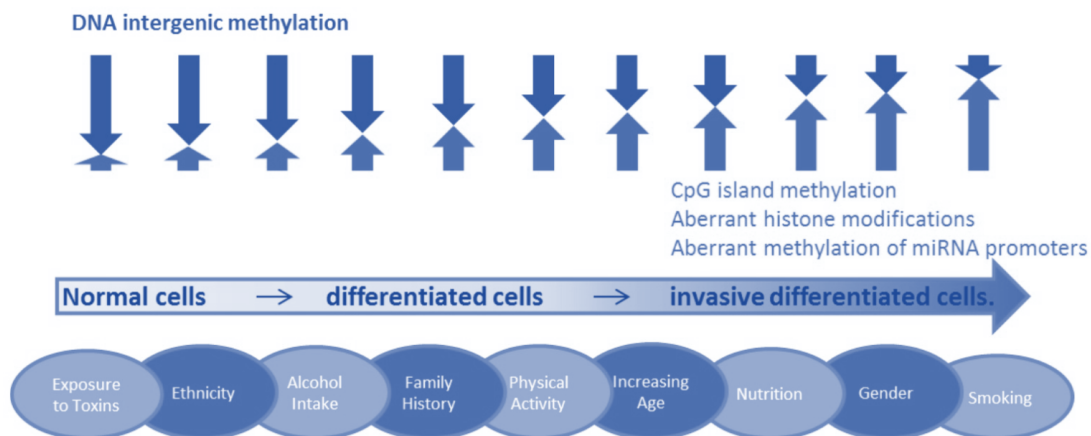 DNA intergenic methylation
CpG island methylation
Aberrant histone modifications
Aberrant methylation of miRNA promoters
Normal cells → differentiated cells → invasive differentiated cells.
Exposure
to Toxins
Ethnicity
Alcohol
Intake
Family
History
Physical
Activity
Increasing
Age
Nutrition
Gender
Smoking